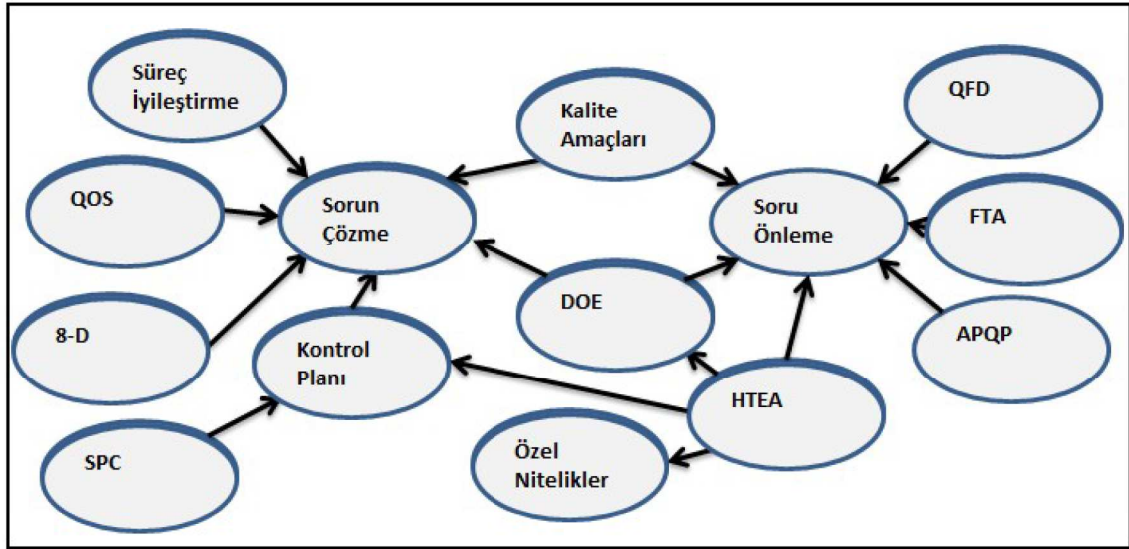 Süreç
İyileştirme
Kalite
Amaçları
QFD
QOS
Sorun
Çözme
Soru
Önleme
FTA
DOE
8-D
Kontrol
Planı
APQP
HTEA
SPC
Özel
Nitelikler